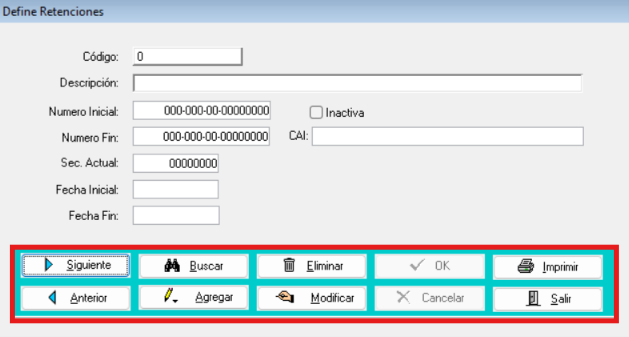 Define Retenciones
Código: 0
Descripción:
Numero Inicial: 000-000-00-00000000 Inactiva
Numero Fin: 000-000-00-00000000 CAI:
Sec. Actual: 00000000
Fecha Inicial:
Fecha Fin:
Siguiente Buscar Eliminar OK Imprimir
Anterior Agregar Modificar Cancelar Salir